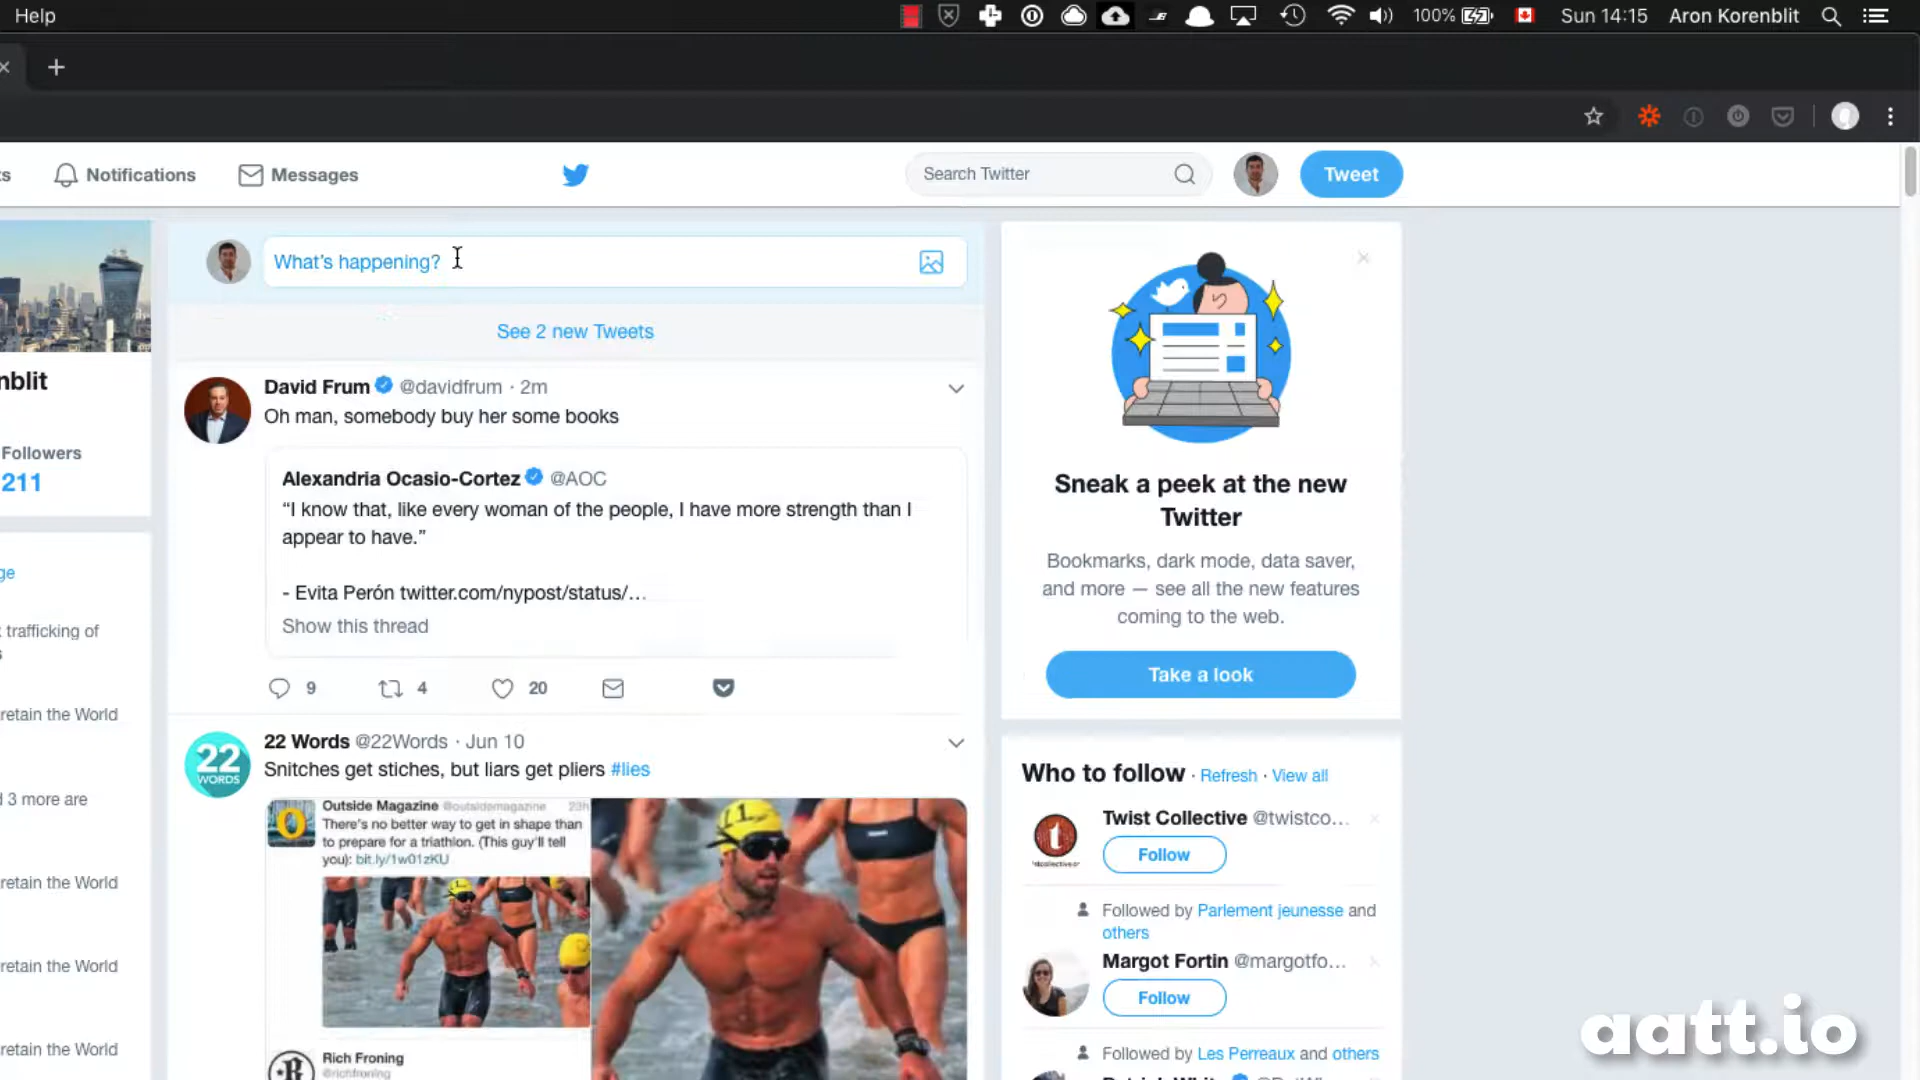 Help
100%
Sun 14:15
Aron Korenblit
ts
Notifications
Messages
Search Twitter
Tweet
What's happening?
See 2 new Tweets
nblit
Followers
211
ge
trafficking of
s
retain the World
3 more are
retain the World
retain the World
retain the World
David Frum @davidfrum · 2m
Oh man, somebody buy her some books
Alexandria Ocasio-Cortez @AOC
“I know that, like every woman of the people, I have more strength than I
appear to have.”
- Evita Perón twitter.com/nypost/status/…
Show this thread
9
4
20
22 Words @22Words · Jun 10
Snitches get stiches, but liars get pliers #lies
22
WORDS
Outside Magazine @outsidemagazine 23h
There's no better way to get in shape than
to prepare for a triathlon. (This guy'll tell
you): bit.ly/1w01zKU
Rich Froning
@richfroning
Sneak a peek at the new
Twitter
Bookmarks, dark mode, data saver,
and more — see all the new features
coming to the web.
Take a look
Who to follow · Refresh · View all
Twist Collective @twistco…
Follow
Followed by Parlement jeunesse and
others
Margot Fortin @margotfo…
Follow
Followed by Les Perreaux and others
aatt.io